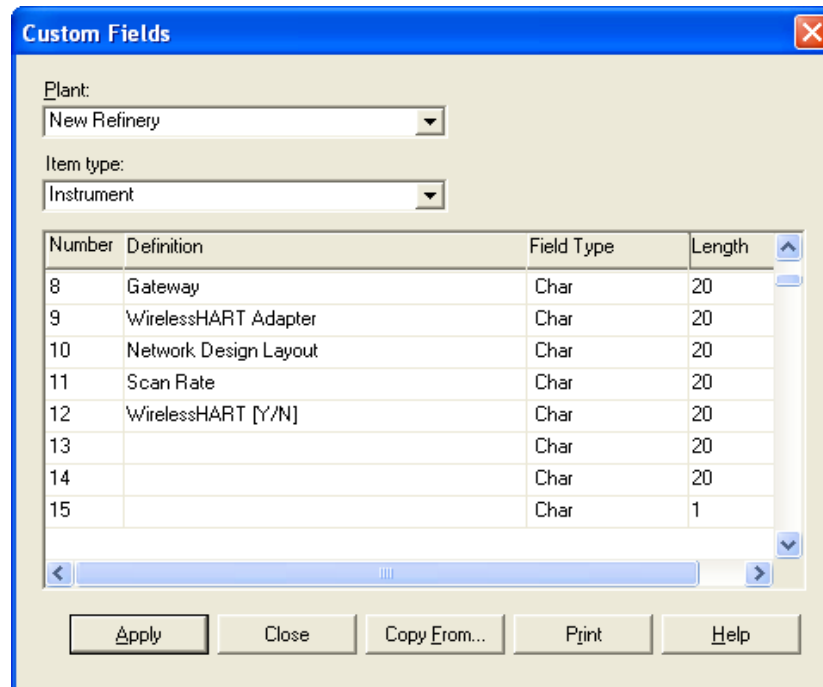 Custom Fields
Plant:
New Refinery
Item type:
Instrument
Number Definition Field Type Length
8 Gateway Char 20
9 WirelessHART Adapter Char 20
10 Network Design Layout Char 20
11 Scan Rate Char 20
12 WirelessHART [Y/N] Char 20
13 Char 20
14 Char 20
15 Char 1
Apply Close Copy From... Print Help